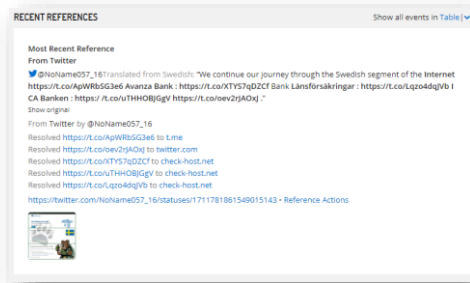 RECENT REFERENCES
Show all events in Table |
Most Recent Reference
From Twitter
@NoName057_16Translated from Swedish: "We continue our journey through the Swedish segment of the Internet
https://t.co/ApWRbSG3e6 Avanza Bank : https://t.co/XTYS7qDZCf Bank Länsförsäkringar : https://t.co/Lqzo4dqJVb I
CA Banken : https:/ /t.co/uTHHOBJGgV https://t.co/oev2rJAOxJ ."
Show original
From Twitter by @NoName057_16
Resolved https://t.co/ApWRbSG3e6 to t.me
Resolved https://t.co/oev2rJAOxJ to twitter.com
Resolved https://t.co/XTYS7qDZCf to check-host.net
Resolved https://t.co/uTHHOBJGgV to check-host.net
Resolved https://t.co/Lqzo4dqJVb to check-host.net
https://twitter.com/NoName057_16/statuses/1711781861549015143 • Reference Actions